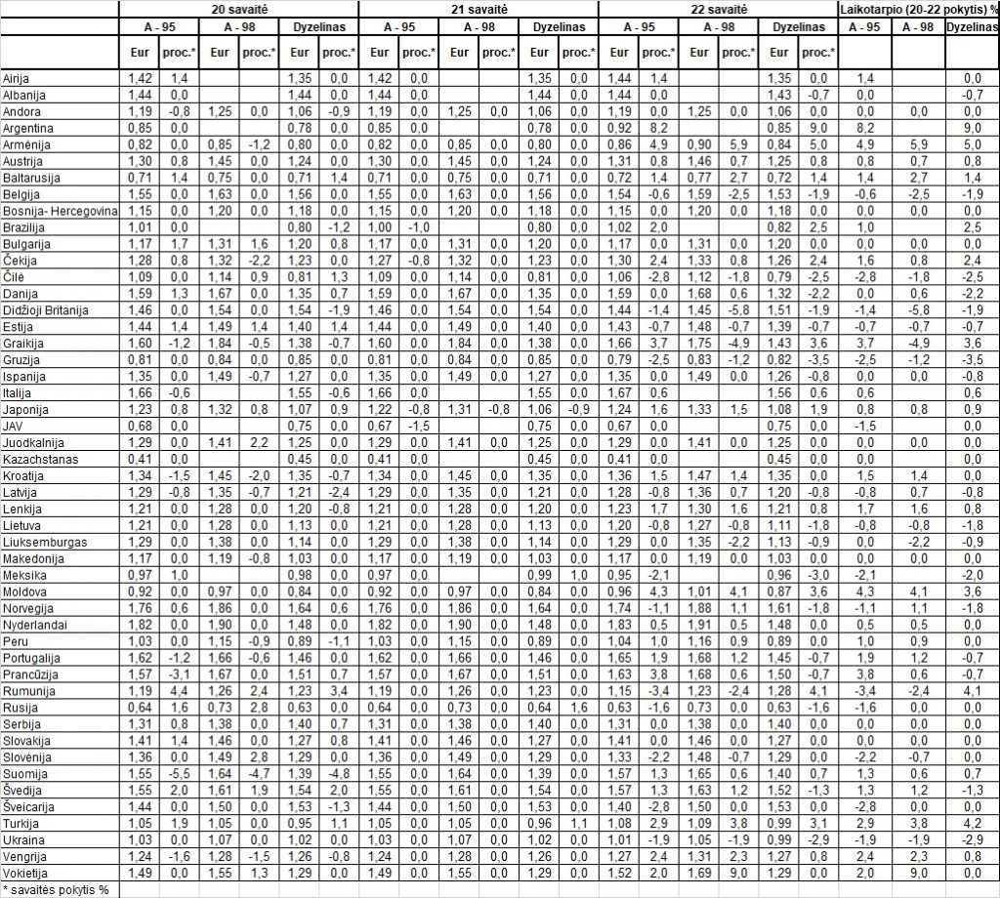 20 savaitė 21 savaitė 22 savaitė Laikotarpio (20-22 pokytis) %
A - 95 A - 98 Dyzelinas A - 95 A - 98 Dyzelinas A - 95 A - 98 Dyzelinas A - 95 A - 98 Dyzelinas
Eur proc.* Eur proc.* Eur proc.* Eur proc.* Eur proc.* Eur proc.* Eur proc.* Eur proc.* Eur proc.*
Airija 1,42 1,4 1,35 0,0 1,42 0,0 1,35 0,0 1,44 1,4 1,35 0,0 1,4 0,0
Albanija 1,44 0,0 1,44 0,0 1,44 0,0 1,44 0,0 1,44 0,0 1,43 -0,7 0,0 -0,7
Andora 1,19 -0,8 1,25 0,0 1,06 -0,9 1,19 0,0 1,25 0,0 1,06 0,0 1,19 0,0 1,25 0,0 1,06 0,0 0,0 0,0 0,0
Argentina 0,85 0,0 0,78 0,0 0,85 0,0 0,78 0,0 0,92 8,2 0,85 9,0 8,2 9,0
Armėnija 0,82 0,0 0,85 -1,2 0,80 0,0 0,82 0,0 0,85 0,0 0,80 0,0 0,86 4,9 0,90 5,9 0,84 5,0 4,9 5,9 5,0
Austrija 1,30 0,8 1,45 0,0 1,24 0,0 1,30 0,0 1,45 0,0 1,24 0,0 1,31 0,8 1,46 0,7 1,25 0,8 0,8 0,7 0,8
Baltarusija 0,71 1,4 0,75 0,0 0,71 1,4 0,71 0,0 0,75 0,0 0,71 0,0 0,72 1,4 0,77 2,7 0,72 1,4 1,4 2,7 1,4
Belgija 1,55 0,0 1,63 0,0 1,56 0,0 1,55 0,0 1,63 0,0 1,56 0,0 1,54 -0,6 1,59 -2,5 1,53 -1,9 -0,6 -2,5 -1,9
Bosnija- Hercegovina 1,15 0,0 1,20 0,0 1,18 0,0 1,15 0,0 1,20 0,0 1,18 0,0 1,15 0,0 1,20 0,0 1,18 0,0 0,0 0,0 0,0
Brazilija 1,01 0,0 0,80 -1,2 1,00 -1,0 0,80 0,0 1,02 2,0 0,82 2,5 1,0 2,5
Bulgarija 1,17 1,7 1,31 1,6 1,20 0,8 1,17 0,0 1,31 0,0 1,20 0,0 1,17 0,0 1,31 0,0 1,20 0,0 0,0 0,0 0,0
Čekija 1,28 0,8 1,32 -2,2 1,23 0,0 1,27 -0,8 1,32 0,0 1,23 0,0 1,30 2,4 1,33 0,8 1,26 2,4 1,6 0,8 2,4
Čilė 1,09 0,0 1,14 0,9 0,81 1,3 1,09 0,0 1,14 0,0 0,81 0,0 1,06 -2,8 1,12 -1,8 0,79 -2,5 -2,8 -1,8 -2,5
Danija 1,59 1,3 1,67 0,0 1,35 0,7 1,59 0,0 1,67 0,0 1,35 0,0 1,59 0,0 1,68 0,6 1,32 -2,2 0,0 0,6 -2,2
Didžioji Britanija 1,46 0,0 1,54 0,0 1,54 -1,9 1,46 0,0 1,54 0,0 1,54 0,0 1,44 -1,4 1,45 -5,8 1,51 -1,9 -1,4 -5,8 -1,9
Estija 1,44 1,4 1,49 1,4 1,40 1,4 1,44 0,0 1,49 0,0 1,40 0,0 1,43 -0,7 1,48 -0,7 1,39 -0,7 -0,7 -0,7 -0,7
Graikija 1,60 -1,2 1,84 -0,5 1,38 -0,7 1,60 0,0 1,84 0,0 1,38 0,0 1,66 3,7 1,75 -4,9 1,43 3,6 3,7 -4,9 3,6
Gruzija 0,81 0,0 0,84 0,0 0,85 0,0 0,81 0,0 0,84 0,0 0,85 0,0 0,79 -2,5 0,83 -1,2 0,82 -3,5 -2,5 -1,2 -3,5
Ispanija 1,35 0,0 1,49 -0,7 1,27 0,0 1,35 0,0 1,49 0,0 1,27 0,0 1,35 0,0 1,49 0,0 1,26 -0,8 0,0 0,0 -0,8
Italija 1,66 -0,6 1,55 -0,6 1,66 0,0 1,55 0,0 1,67 0,6 1,56 0,6 0,6 0,6
Japonija 1,23 0,8 1,32 0,8 1,07 0,9 1,22 -0,8 1,31 -0,8 1,06 -0,9 1,24 1,6 1,33 1,5 1,08 1,9 0,8 0,8 0,9
JAV 0,68 0,0 0,75 0,0 0,67 -1,5 0,75 0,0 0,67 0,0 0,75 0,0 -1,5 0,0
Juodkalnija 1,29 0,0 1,41 2,2 1,25 0,0 1,29 0,0 1,41 0,0 1,25 0,0 1,29 0,0 1,41 0,0 1,25 0,0 0,0 0,0 0,0
Kazachstanas 0,41 0,0 0,45 0,0 0,41 0,0 0,45 0,0 0,41 0,0 0,45 0,0 0,0 0,0
Kroatija 1,34 -1,5 1,45 -2,0 1,35 -0,7 1,34 0,0 1,45 0,0 1,35 0,0 1,36 1,5 1,47 1,4 1,35 0,0 1,5 1,4 0,0
Latvija 1,29 -0,8 1,35 -0,7 1,21 -2,4 1,29 0,0 1,35 0,0 1,21 0,0 1,28 -0,8 1,36 0,7 1,20 -0,8 -0,8 0,7 -0,8
Lenkija 1,21 0,0 1,28 0,0 1,20 -0,8 1,21 0,0 1,28 0,0 1,20 0,0 1,23 1,7 1,30 1,6 1,21 0,8 1,7 1,6 0,8
Lietuva 1,21 0,0 1,28 0,0 1,13 0,0 1,21 0,0 1,28 0,0 1,13 0,0 1,20 -0,8 1,27 -0,8 1,11 -1,8 -0,8 -0,8 -1,8
Liuksemburgas 1,29 0,0 1,38 0,0 1,14 0,0 1,29 0,0 1,38 0,0 1,14 0,0 1,29 0,0 1,35 -2,2 1,13 -0,9 0,0 -2,2 -0,9
Makedonija 1,17 0,0 1,19 -0,8 1,03 0,0 1,17 0,0 1,19 0,0 1,03 0,0 1,17 0,0 1,19 0,0 1,03 0,0 0,0 0,0 0,0
Meksika 0,97 1,0 0,98 0,0 0,97 0,0 0,99 1,0 0,95 -2,1 0,96 -3,0 -2,1 -2,0
Moldova 0,92 0,0 0,97 0,0 0,84 0,0 0,92 0,0 0,97 0,0 0,84 0,0 0,96 4,3 1,01 4,1 0,87 3,6 4,3 4,1 3,6
Norvegija 1,76 0,6 1,86 0,0 1,64 0,6 1,76 0,0 1,86 0,0 1,64 0,0 1,74 -1,1 1,88 1,1 1,61 -1,8 -1,1 1,1 -1,8
Nyderlandai 1,82 0,0 1,90 0,0 1,48 0,0 1,82 0,0 1,90 0,0 1,48 0,0 1,83 0,5 1,91 0,5 1,48 0,0 0,5 0,5 0,0
Peru 1,03 0,0 1,15 -0,9 0,89 -1,1 1,03 0,0 1,15 0,0 0,89 0,0 1,04 1,0 1,16 0,9 0,89 0,0 1,0 0,9 0,0
Portugalija 1,62 -1,2 1,66 -0,6 1,46 0,0 1,62 0,0 1,66 0,0 1,46 0,0 1,65 1,9 1,68 1,2 1,45 -0,7 1,9 1,2 -0,7
Prancūzija 1,57 -3,1 1,67 0,0 1,51 0,7 1,57 0,0 1,67 0,0 1,51 0,0 1,63 3,8 1,68 0,6 1,50 -0,7 3,8 0,6 -0,7
Rumunija 1,19 4,4 1,26 2,4 1,23 3,4 1,19 0,0 1,26 0,0 1,23 0,0 1,15 -3,4 1,23 -2,4 1,28 4,1 -3,4 -2,4 4,1
Rusija 0,64 1,6 0,73 2,8 0,63 0,0 0,64 0,0 0,73 0,0 0,64 1,6 0,63 -1,6 0,73 0,0 0,63 -1,6 -1,6 0,0 0,0
Serbija 1,31 0,8 1,38 0,0 1,40 0,7 1,31 0,0 1,38 0,0 1,40 0,0 1,31 0,0 1,38 0,0 1,40 0,0 0,0 0,0 0,0
Slovakija 1,41 1,4 1,46 0,0 1,27 0,8 1,41 0,0 1,46 0,0 1,27 0,0 1,41 0,0 1,46 0,0 1,27 0,0 0,0 0,0 0,0
Slovėnija 1,36 0,0 1,49 2,8 1,29 0,0 1,36 0,0 1,49 0,0 1,29 0,0 1,33 -2,2 1,48 -0,7 1,29 0,0 -2,2 -0,7 0,0
Suomija 1,55 -5,5 1,64 -4,7 1,39 -4,8 1,55 0,0 1,64 0,0 1,39 0,0 1,57 1,3 1,65 0,6 1,40 0,7 1,3 0,6 0,7
Švedija 1,55 2,0 1,61 1,9 1,54 2,0 1,55 0,0 1,61 0,0 1,54 0,0 1,57 1,3 1,63 1,2 1,52 -1,3 1,3 1,2 -1,3
Šveicarija 1,44 0,0 1,50 0,0 1,53 -1,3 1,44 0,0 1,50 0,0 1,53 0,0 1,40 -2,8 1,50 0,0 1,53 0,0 -2,8 0,0 0,0
Turkija 1,05 1,9 1,05 0,0 0,95 1,1 1,05 0,0 1,05 0,0 0,96 1,1 1,08 2,9 1,09 3,8 0,99 3,1 2,9 3,8 4,2
Ukraina 1,03 0,0 1,07 0,0 1,02 0,0 1,03 0,0 1,07 0,0 1,02 0,0 1,01 -1,9 1,05 -1,9 0,99 -2,9 -1,9 -1,9 -2,9
Vengrija 1,24 -1,6 1,28 -1,5 1,26 -0,8 1,24 0,0 1,28 0,0 1,26 0,0 1,27 2,4 1,31 2,3 1,27 0,8 2,4 2,3 0,8
Vokietija 1,49 0,0 1,55 1,3 1,29 0,0 1,49 0,0 1,55 0,0 1,29 0,0 1,52 2,0 1,69 9,0 1,29 0,0 2,0 9,0 0,0
* savaitės pokytis %